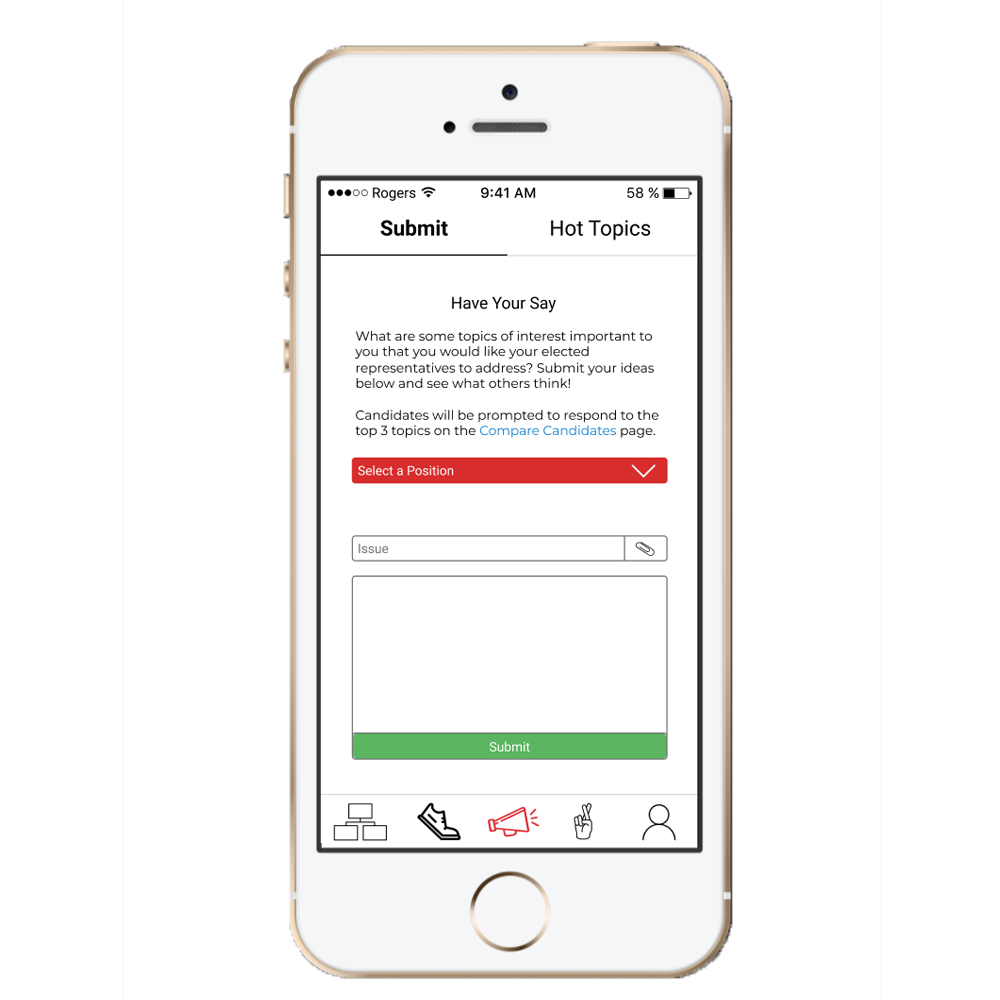 Rogers 9:41 AM 58 %
Submit Hot Topics
Have Your Say
What are some topics of interest important to
you that you would like your elected
representatives to address? Submit your ideas
below and see what others think!
Candidates will be prompted to respond to the
top 3 topics on the Compare Candidates page.
Select a Position
Issue
Submit